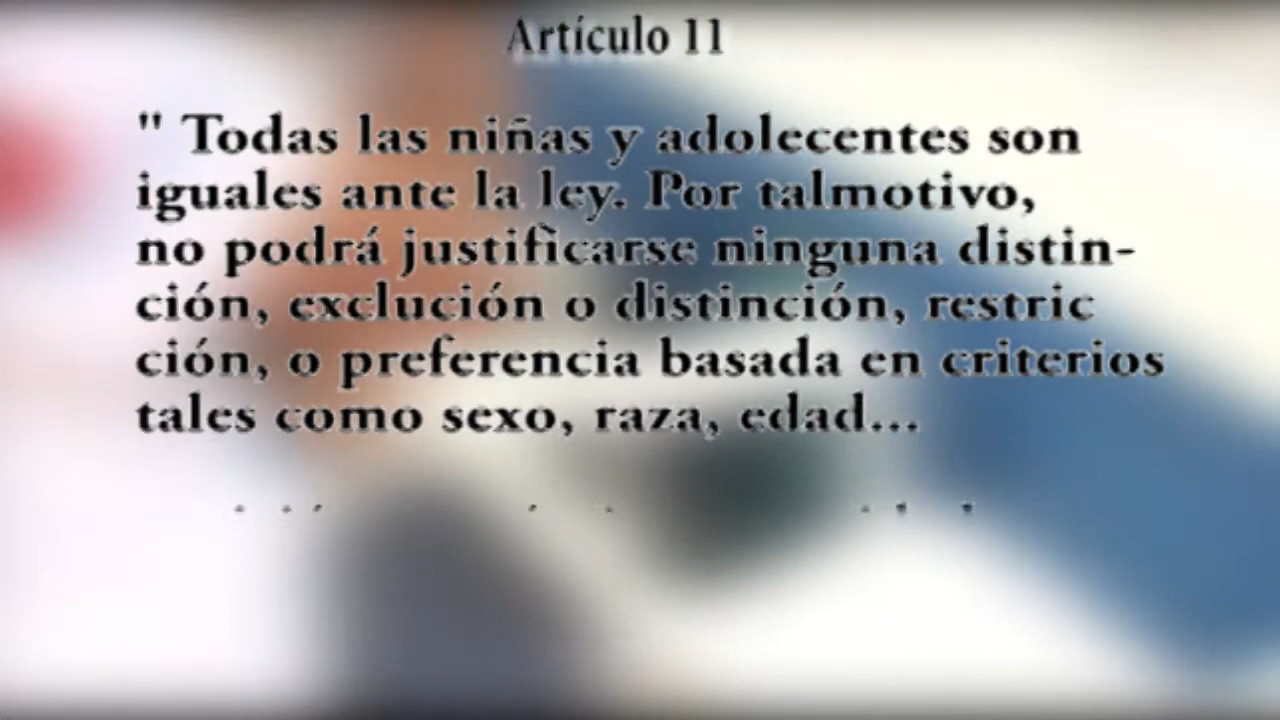 Artículo 11
" Todas las niñas y adolecentes son
iguales ante la ley. Por talmotivo,
no podrá justificarse ninguna distin-
ción, exclución o distinción, restric
ción, o preferencia basada en criterios
tales como sexo, raza, edad...